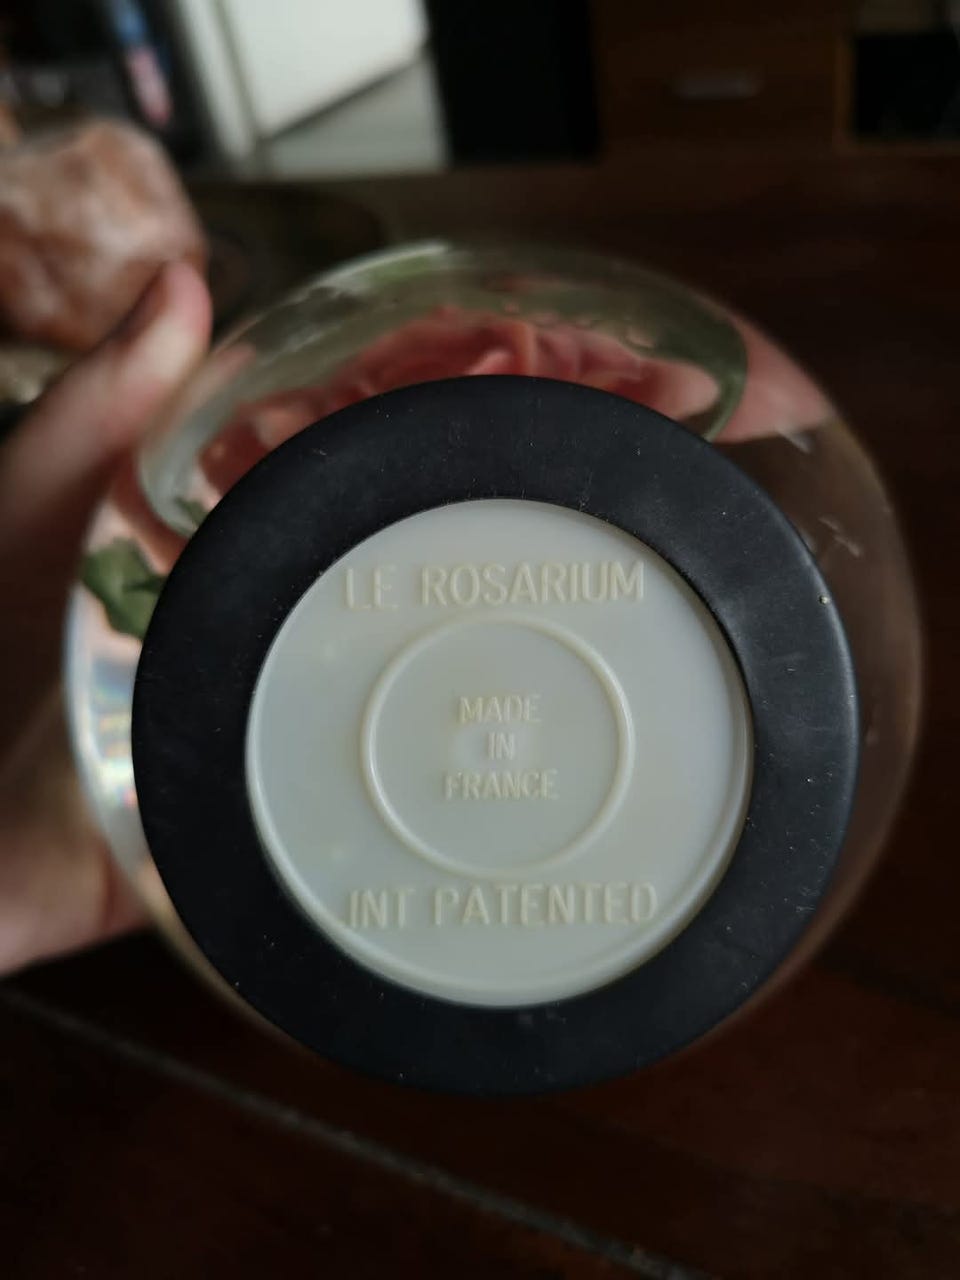 LE ROSARIUM
MADE
IN
FRANCE
INT PATENTED